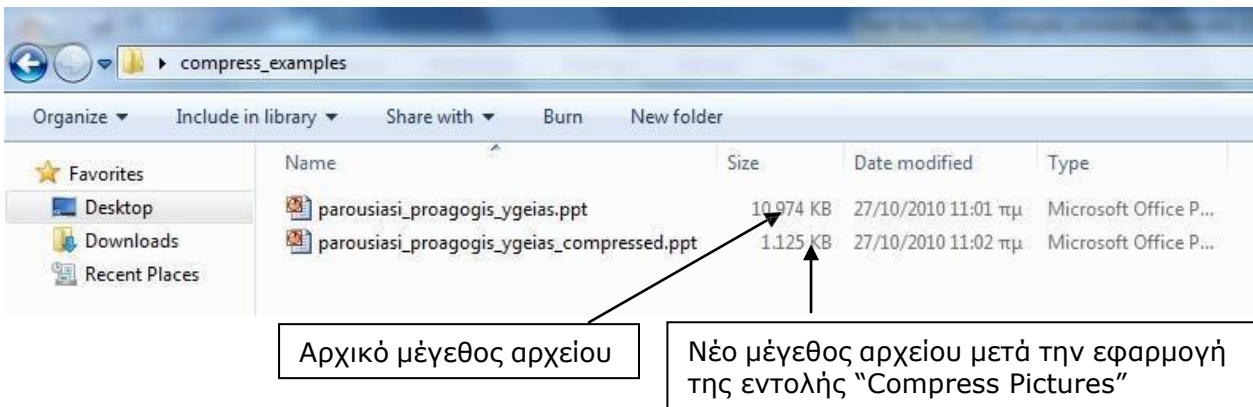 compress_examples
Organize Include in library Share with Burn New folder
Favorites
Desktop
Downloads
Recent Places
Name Size Date modified Type
parousiasi_proagogis_ygeias.ppt 10.974 KB 27/10/2010 11:01 πμ Microsoft Office P...
parousiasi_proagogis_ygeias_compressed.ppt 1.125 KB 27/10/2010 11:02 πμ Microsoft Office P...
Αρχικό μέγεθος αρχείου
Νέο μέγεθος αρχείου μετά την εφαρμογή
της εντολής “Compress Pictures”